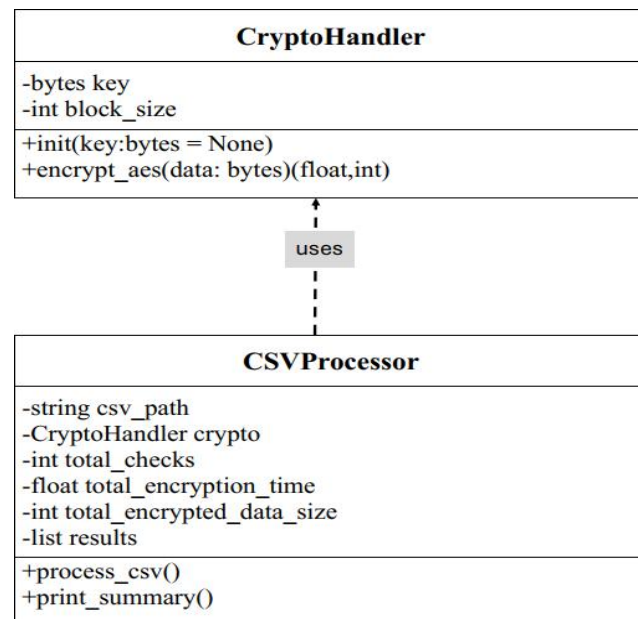 CryptoHandler
-bytes key
-int block_size
+init(key:bytes = None)
+encrypt_aes(data: bytes)(float,int)
uses
CSVProcessor
-string csv_path
-CryptoHandler crypto
-int total_checks
-float total_encryption_time
-int total_encrypted_data_size
-list results
+process_csv()
+print_summary()